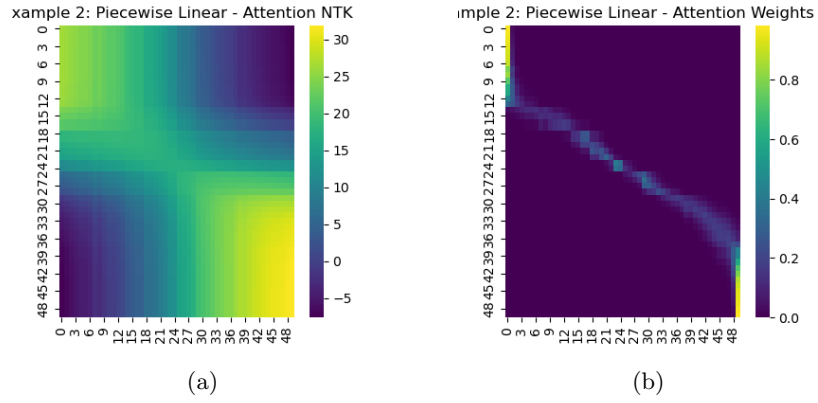 xample 2: Piecewise Linear - Attention NTK
0 3 6 9 12 15 18 21 24 27 30 33 36 39 42 45 48
0 3 6 9 12 15 18 21 24 27 30 33 36 39 42 45 48
30 25 20 15 10 5 0 −5
(a)
ample 2: Piecewise Linear - Attention Weights
0 3 6 9 12 15 18 21 24 27 30 33 36 39 42 45 48
0 3 6 9 12 15 18 21 24 27 30 33 36 39 42 45 48
0.8 0.6 0.4 0.2 0.0
(b)